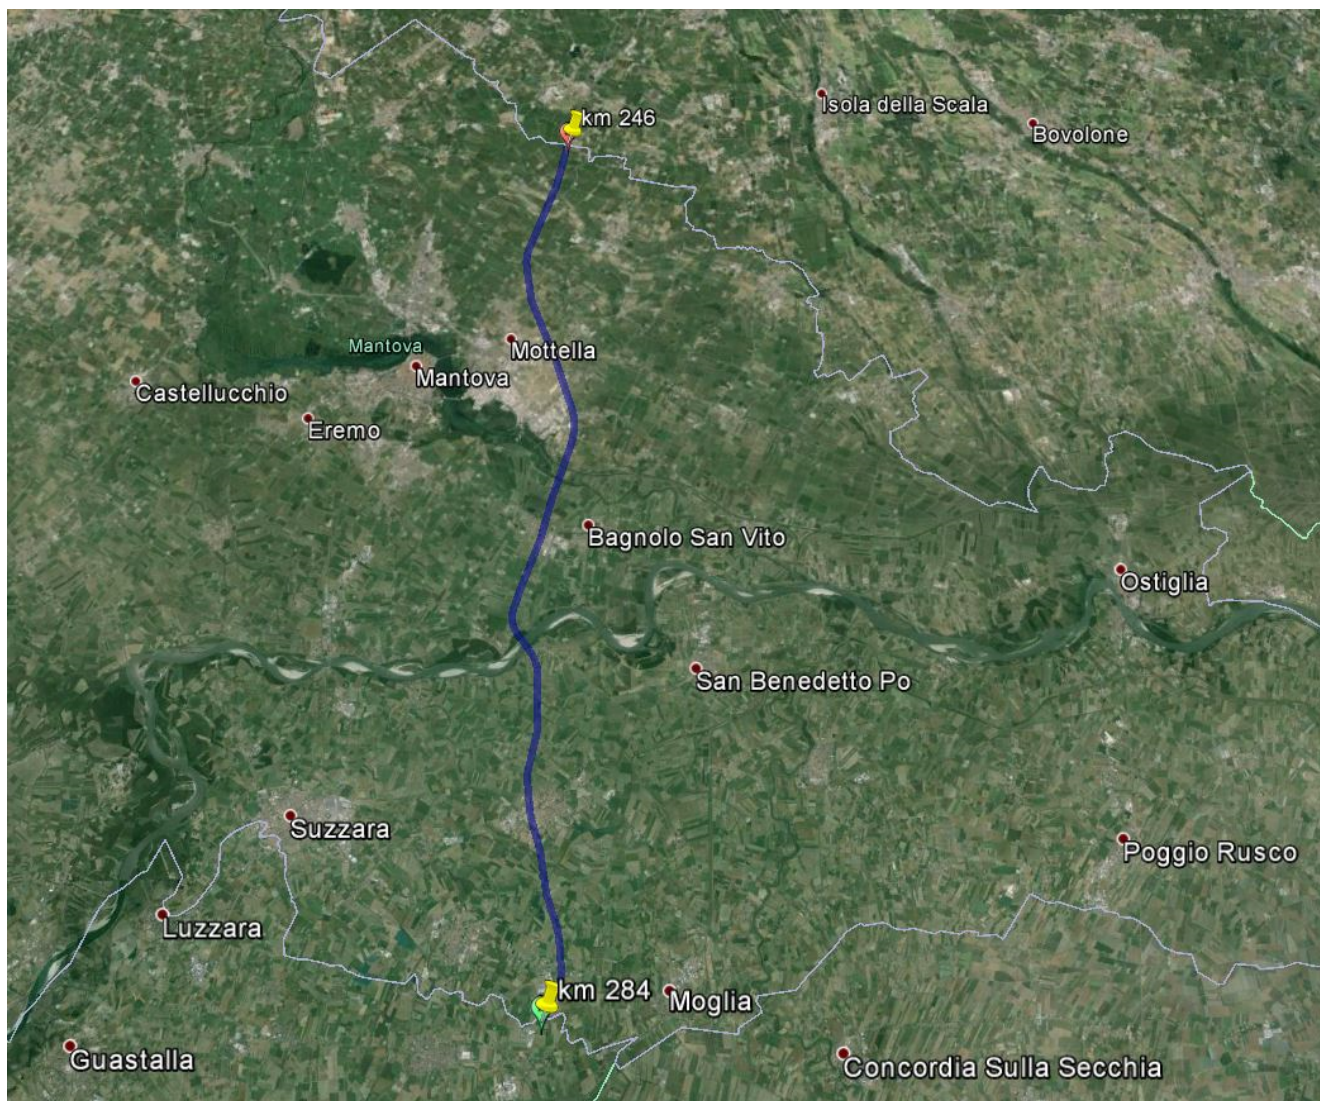 km 246
Isola della Scala
Bovolone
Mantova
Mottella
Mantova
Castellucchio
Eremo
Bagnolo San Vito
Ostiglia
San Benedetto Po
Suzzara
Poggio Rusco
Luzzara
km 284
Moglia
Guastalla
Concordia Sulla Secchia